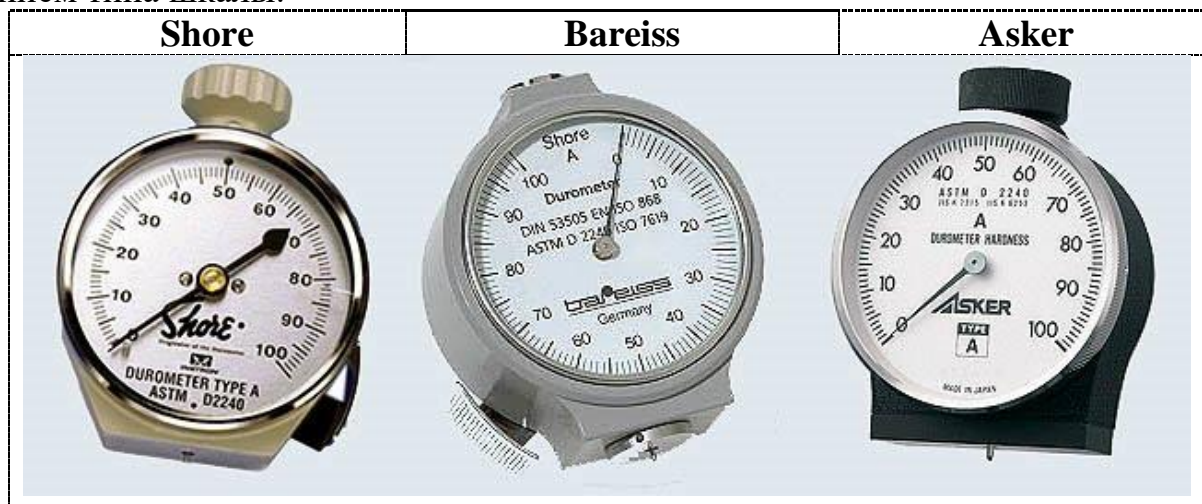 типа шкалы.
Shore
Bareiss
Asker
0
10
20
30
40
50
60
80
90
100
Shore
DUROMETER TYPE A
ASTM. D2240
Shore
A
0
10
20
30
40
50
60
70
80
90
100
Durometer
DIN 53505 EN ISO 868
ASTM D 2240 ISO 7619
bareiss
Germany
0
10
20
30
40
50
60
70
80
90
100
ASTM D 2240
A
DUROMETER HARDNESS
ASKER
TYPE
A
MADE IN JAPAN